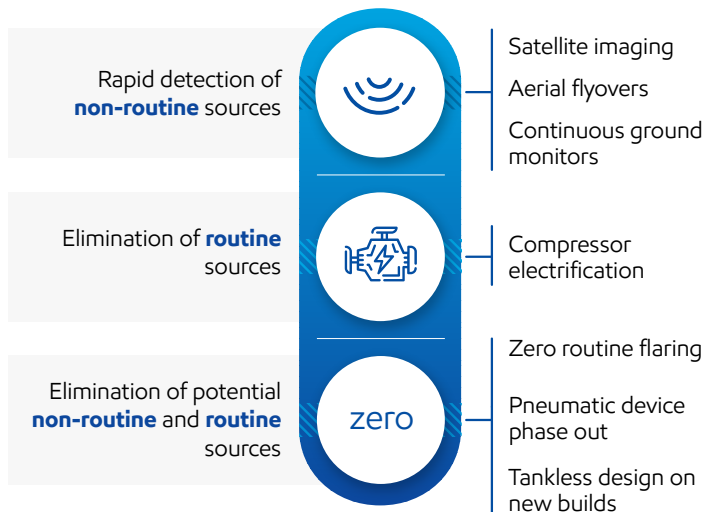 Rapid detection of
non-routine sources
Satellite imaging
Aerial flyovers
Continuous ground
monitors
Elimination of routine
sources
Compressor
electrification
Elimination of potential
non-routine and routine
sources
zero
Zero routine flaring
Pneumatic device
phase out
Tankless design on
new builds